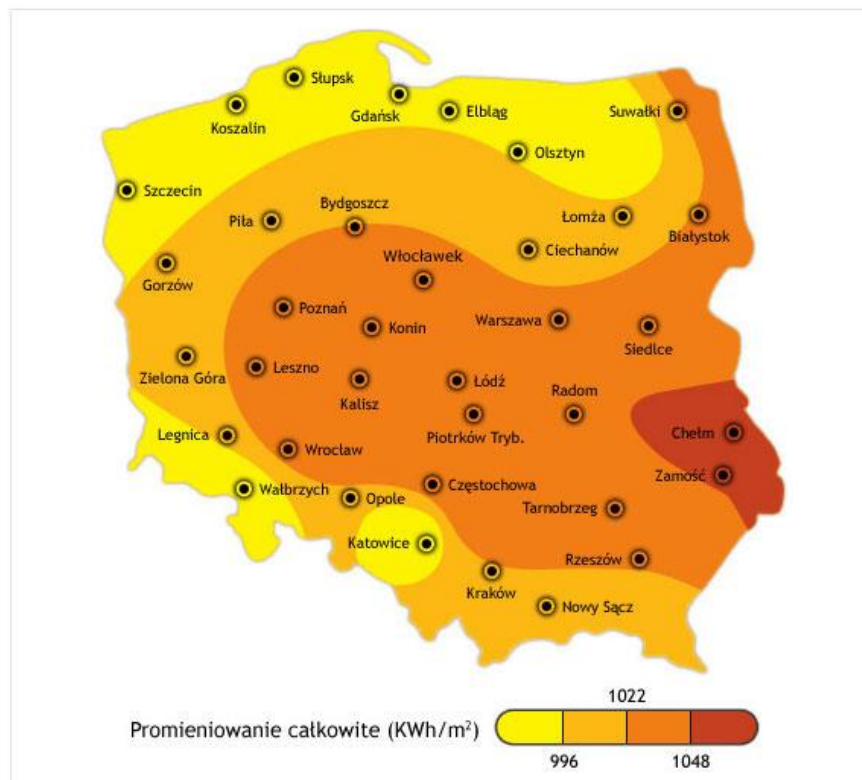 Słupsk
Koszalin
Gdańsk
Elbląg
Suwałki
Olsztyn
Szczecin
Piła
Bydgoszcz
Łomża
Białystok
Ciechanów
Włocławek
Gorzów
Poznań
Konin
Warszawa
Siedlce
Zielona Góra
Leszno
Kalisz
Łódź
Radom
Piotrków Tryb.
Chełm
Legnica
Wrocław
Zamość
Wałbrzych
Opole
Częstochowa
Tarnobrzeg
Katowice
Rzeszów
Kraków
Nowy Sącz
1022
Promieniowanie całkowite (KWh/m²)
996
1048